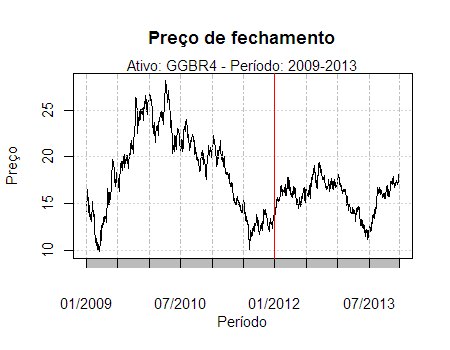 Preço de fechamento
Ativo: GGBR4 - Período: 2009-2013
Preço
25
20
15
10
01/2009 07/2010 01/2012 07/2013
Período